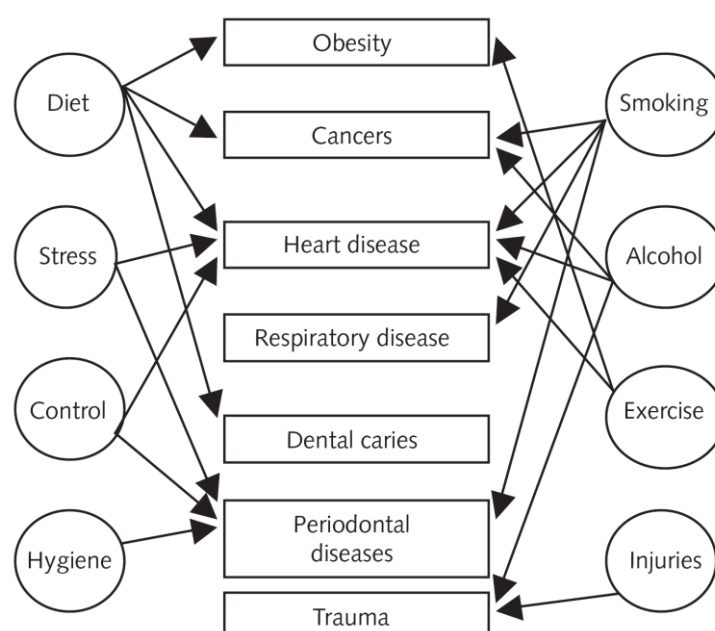 Obesity
Diet
Smoking
Cancers
Stress
Heart disease
Alcohol
Respiratory disease
Control
Exercise
Dental caries
Hygiene
Periodontal
diseases
Injuries
Trauma